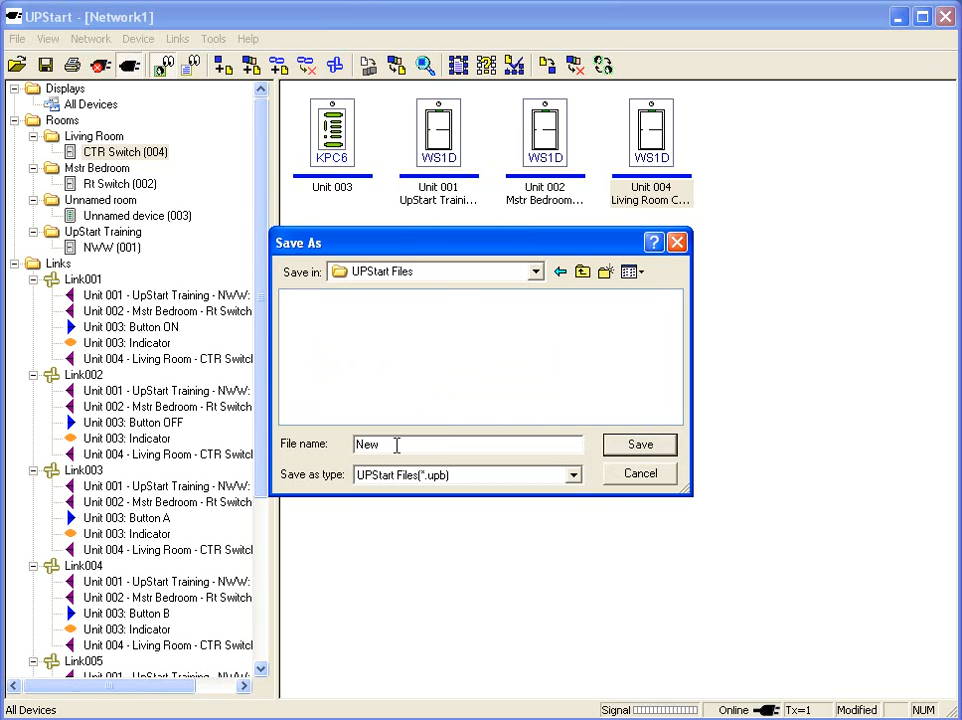 UPStart - [Network1]
File View Network Device Links Tools Help
Displays
All Devices
Rooms
Living Room
CTR Switch (004)
Mstr Bedroom
Rt Switch (002)
Unnamed room
Unnamed device (003)
UpStart Training
NWW (001)
Links
Link001
Unit 001 - UpStart Training - NWW:
Unit 002 - Mstr Bedroom - Rt Switch
Unit 003: Button ON
Unit 003: Indicator
Unit 004 - Living Room - CTR Switcl
Link002
Unit 001 - UpStart Training - NWW:
Unit 002 - Mstr Bedroom - Rt Switch
Unit 003: Button OFF
Unit 003: Indicator
Unit 004 - Living Room - CTR Switcl
Link003
Unit 001 - UpStart Training - NWW:
Unit 002 - Mstr Bedroom - Rt Switch
Unit 003: Button A
Unit 003: Indicator
Unit 004 - Living Room - CTR Switcl
Link004
Unit 001 - UpStart Training - NWW:
Unit 002 - Mstr Bedroom - Rt Switch
Unit 003: Button B
Unit 003: Indicator
Unit 004 - Living Room - CTR Switcl
Link005
KPC6
Unit 003
WS1D
Unit 001
UpStart Traini...
WS1D
Unit 002
Mstr Bedroom...
WS1D
Unit 004
Living Room C...
Save As
Save in: UPStart Files
File name: New
Save
Save as type: UPStart Files(*.upb)
Cancel
All Devices Signal Online Tx=1 Modified NUM